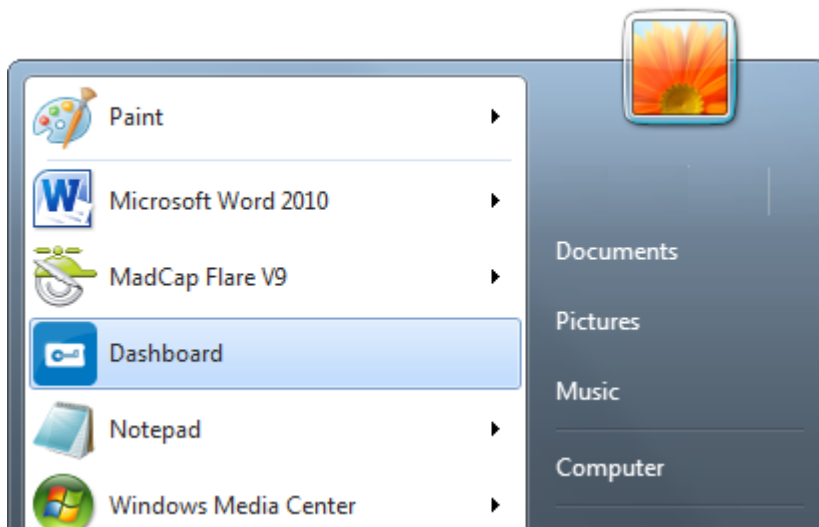 Paint
Microsoft Word 2010
MadCap Flare V9
Dashboard
Notepad
Windows Media Center
Documents
Pictures
Music
Computer